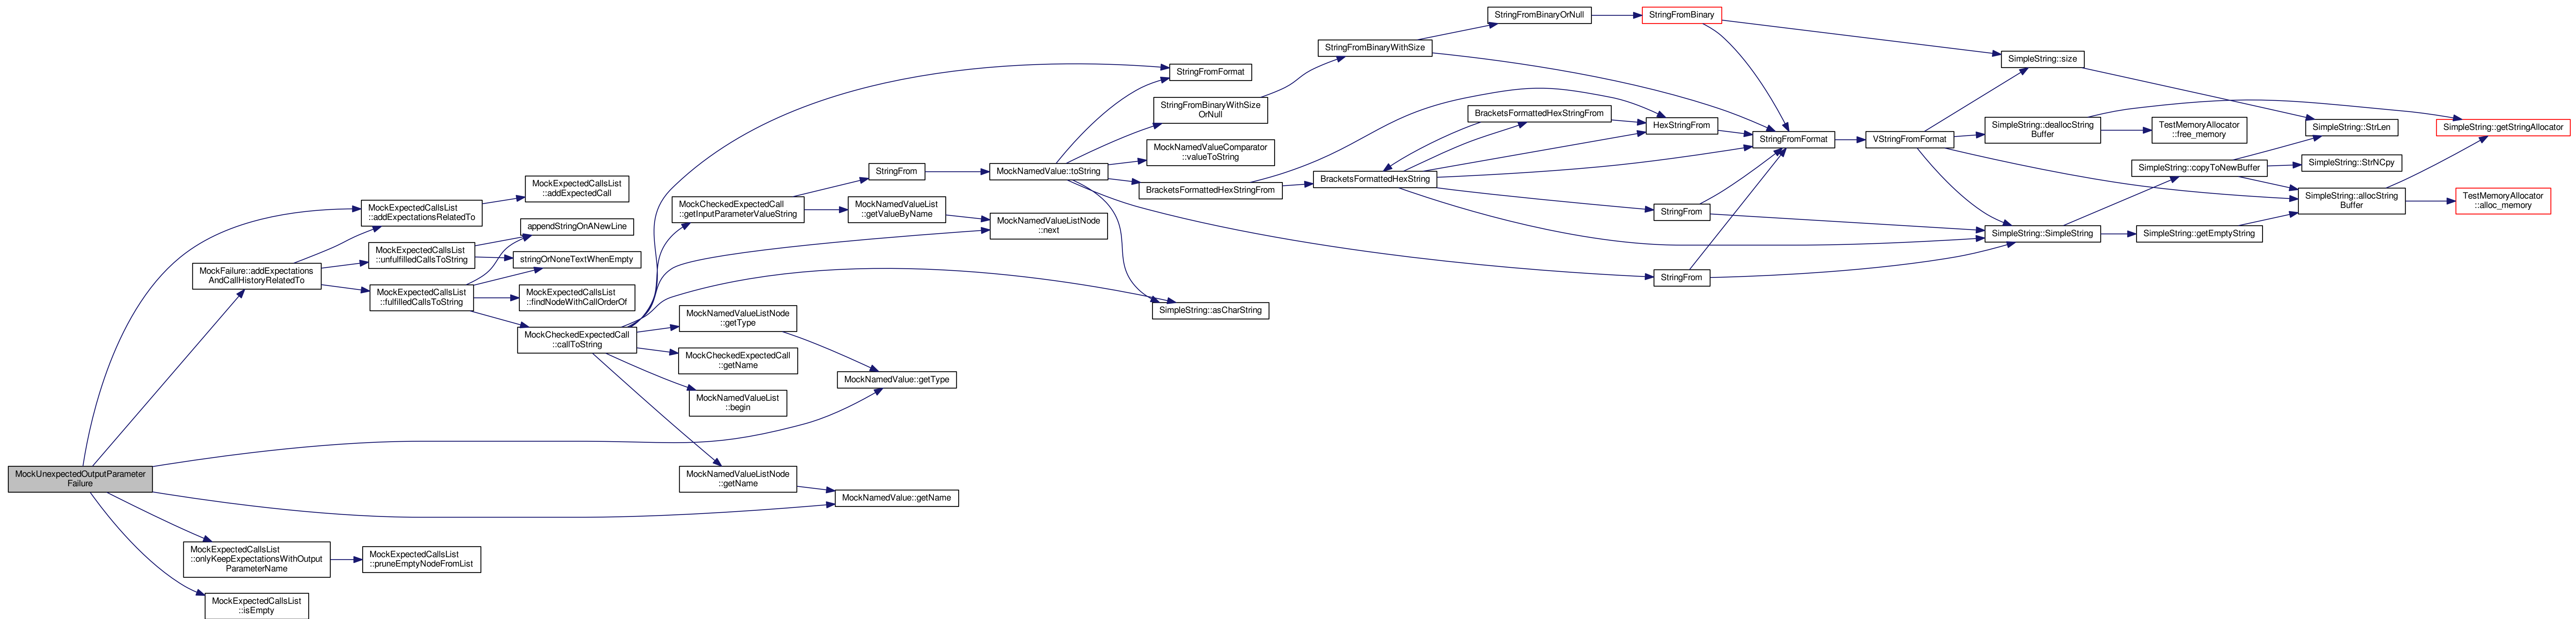 MockUnexpectedOutputParameter
Failure
MockExpectedCallsList
::addExpectationsRelatedTo
MockExpectedCallsList
::addExpectedCall
MockFailure::addExpectations
AndCallHistoryRelatedTo
MockExpectedCallsList
::unfulfilledCallsToString
appendStringOnANewLine
stringOrNoneTextWhenEmpty
MockExpectedCallsList
::fulfilledCallsToString
MockExpectedCallsList
::findNodeWithCallOrderOf
MockCheckedExpectedCall
::callToString
MockCheckedExpectedCall
::getInputParameterValueString
StringFrom
MockNamedValueList
::getValueByName
MockNamedValueListNode
::getType
MockCheckedExpectedCall
::getName
MockNamedValueList
::begin
MockNamedValueListNode
::getName
MockNamedValue::getType
MockNamedValue::getName
MockExpectedCallsList
::onlyKeepExpectationsWithOutput
ParameterName
MockExpectedCallsList
::pruneEmptyNodeFromList
MockExpectedCallsList
::isEmpty
MockNamedValue::toString
MockNamedValueListNode
::next
StringFromFormat
StringFromBinaryWithSize
OrNull
MockNamedValueComparator
::valueToString
BracketsFormattedHexStringFrom
SimpleString::asCharString
StringFromBinaryWithSize
StringFromBinaryOrNull
StringFromBinary
BracketsFormattedHexString
BracketsFormattedHexStringFrom
HexStringFrom
StringFrom
StringFrom
StringFromFormat
VStringFromFormat
SimpleString::size
SimpleString::deallocString
Buffer
TestMemoryAllocator
::free_memory
SimpleString::SimpleString
SimpleString::copyToNewBuffer
SimpleString::getEmptyString
SimpleString::StrLen
SimpleString::StrNCpy
SimpleString::allocString
Buffer
SimpleString::getStringAllocator
TestMemoryAllocator
::alloc_memory